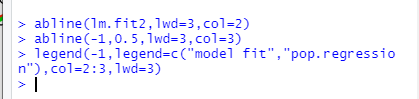 > abline(lm.fit2,lwd=3,col=2)
> abline(-1,0.5,lwd=3,col=3)
> legend(-1,legend=c("model fit","pop.regressio
n"),col=2:3,lwd=3)
>